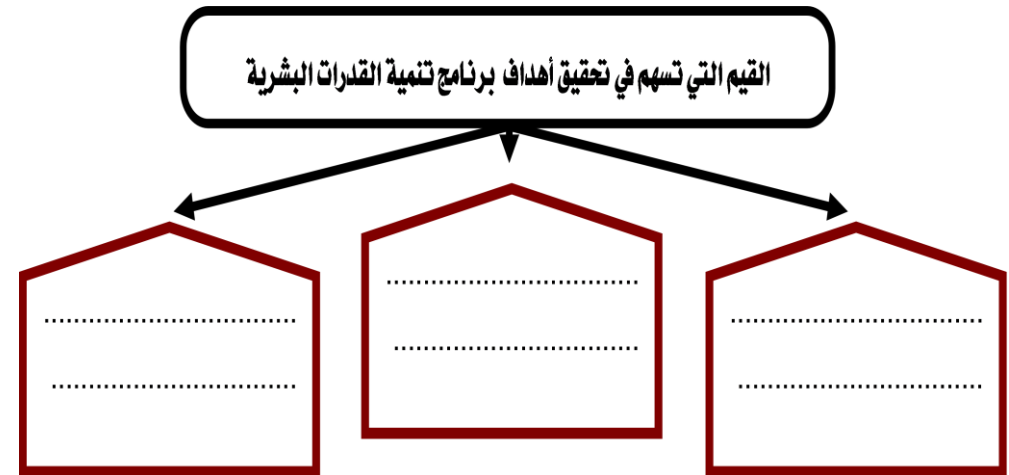 القيم التي تسهم في تحقيق أهداف برنامج تنمية القدرات البشرية